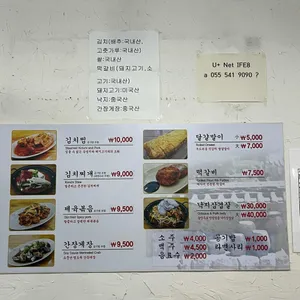 김치(배추:국내산,
고춧가루:국내산)
쌀:국내산
떡갈비(돼지고기,소
고기:국내산)
돼지고기:미국산
낙지:중국산
간장게장:중국산
U+ Net IFE8
a 055 541 9090 ?
김치찜 ₩10,000
김치찌개 ₩9,000
제육볶음 ₩9,500
간장게장 ₩9,500
달걀말이 小 ₩5,000
大 ₩7,000
떡갈비 ₩7,500
낙지삼겹살
소주 ₩4,000 공기밥 ₩1,000
맥주 ₩4,500 라면사리 ₩1,000
음료수 ₩2,000